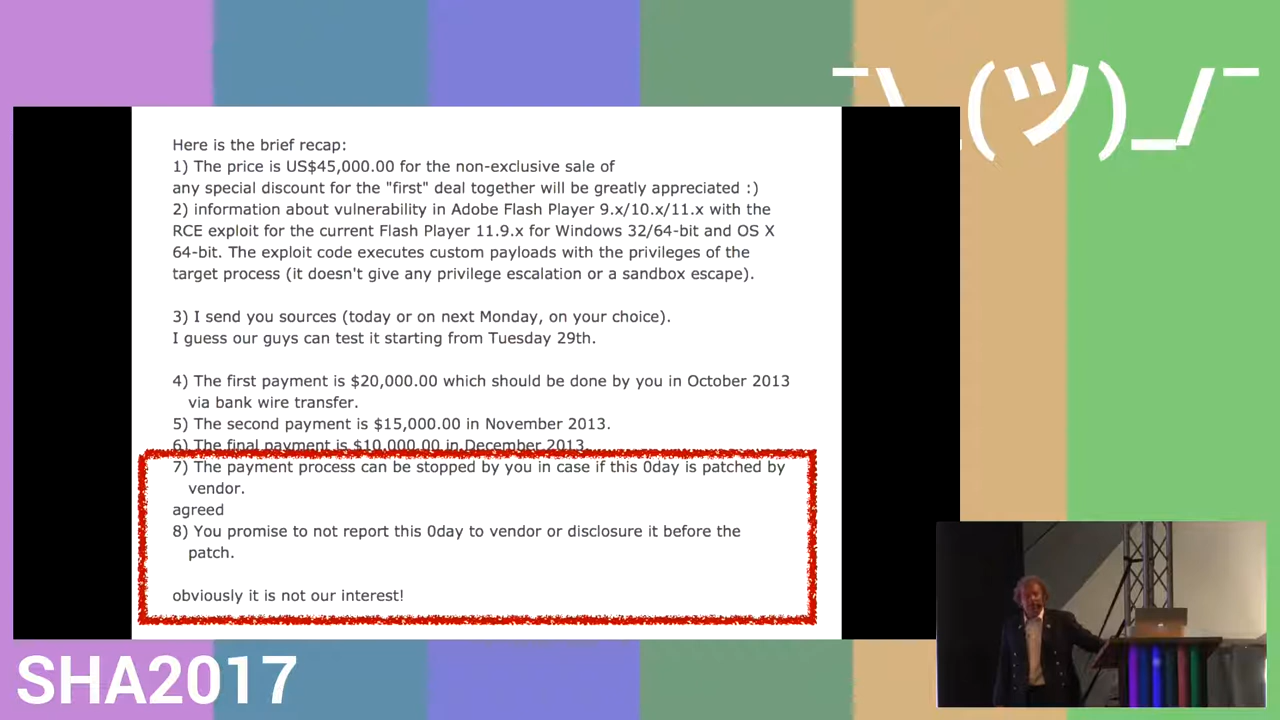 ¯\_(ツ)_/¯
Here is the brief recap:
1) The price is US$45,000.00 for the non-exclusive sale of
any special discount for the "first" deal together will be greatly appreciated :)
2) information about vulnerability in Adobe Flash Player 9.x/10.x/11.x with the
RCE exploit for the current Flash Player 11.9.x for Windows 32/64-bit and OS X
64-bit. The exploit code executes custom payloads with the privileges of the
target process (it doesn't give any privilege escalation or a sandbox escape).
3) I send you sources (today or on next Monday, on your choice).
I guess our guys can test it starting from Tuesday 29th.
4) The first payment is $20,000.00 which should be done by you in October 2013
via bank wire transfer.
5) The second payment is $15,000.00 in November 2013.
6) The final payment is $10,000.00 in December 2013.
7) The payment process can be stopped by you in case if this 0day is patched by
vendor.
agreed
8) You promise to not report this 0day to vendor or disclosure it before the
patch.
obviously it is not our interest!
SHA2017